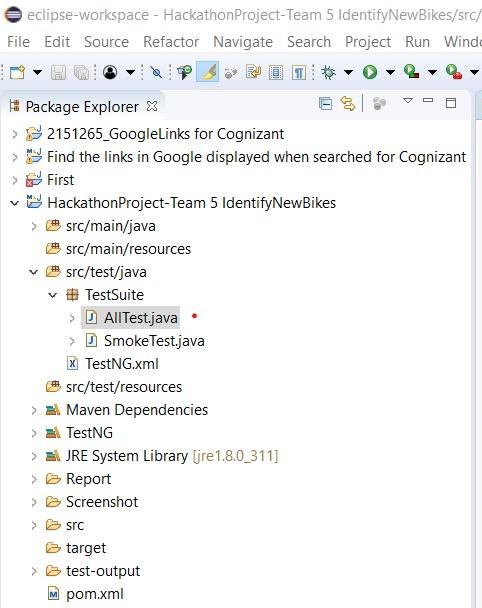 eclipse-workspace - HackathonProject-Team 5 IdentifyNewBikes/src/
File Edit Source Refactor Navigate Search Project Run Windo
Package Explorer
2151265_GoogleLinks for Cognizant
Find the links in Google displayed when searched for Cognizant
First
HackathonProject-Team 5 IdentifyNewBikes
src/main/java
src/main/resources
src/test/java
TestSuite
AllTest.java
SmokeTest.java
TestNG.xml
src/test/resources
Maven Dependencies
TestNG
JRE System Library [jre1.8.0_311]
Report
Screenshot
src
target
test-output
pom.xml